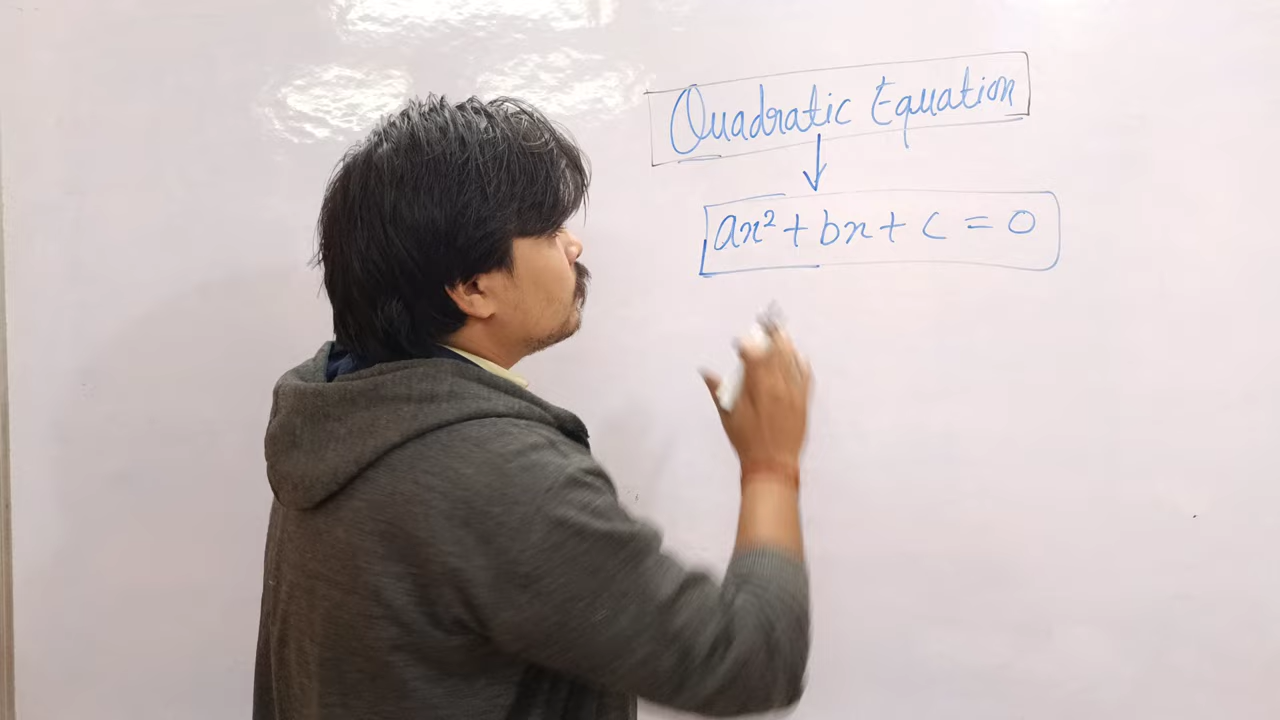 Quadratic Equation
ax² + bx + c = 0